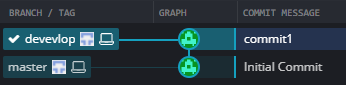 BRANCH / TAG GRAPH COMMIT MESSAGE
devevlop commit1
master Initial Commit